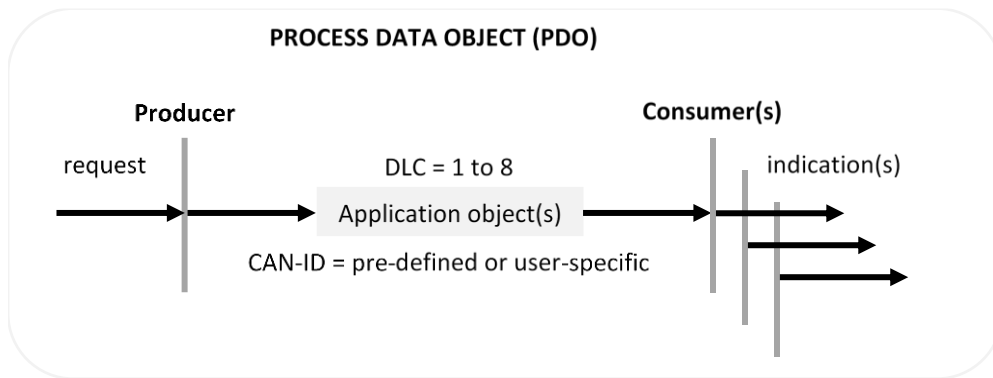 PROCESS DATA OBJECT (PDO)
Producer
Consumer(s)
request
DLC = 1 to 8
indication(s)
Application object(s)
CAN-ID = pre-defined or user-specific